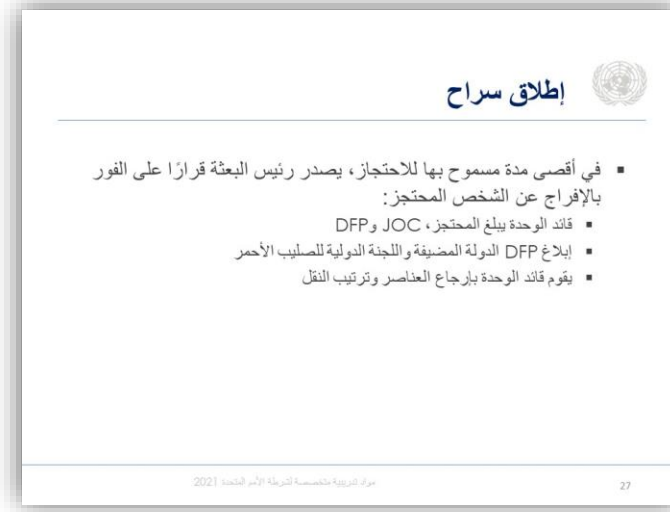 إطلاق سراح
▪ في أقصى مدة مسموح بها للاحتجاز، يصدر رئيس البعثة قرارًا على الفور
بالإفراج عن الشخص المحتجز:
▪ قائد الوحدة يبلغ المحتجز، JOC وDFP
▪ إبلاغ DFP الدولة المضيفة واللجنة الدولية للصليب الأحمر
▪ يقوم قائد الوحدة بإرجاع العناصر وترتيب النقل
مواد تدريبية متخصصة لشرطة الأمم المتحدة 2021
27